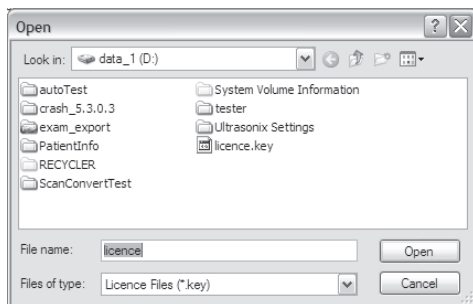 Open
Look in: data_1 (D:)
autoTest
crash_5.3.0.3
exam_export
PatientInfo
RECYCLER
ScanConvertTest
System Volume Information
tester
Ultrasonix Settings
licence.key
File name: licence Open
Files of type: Licence Files (*.key) Cancel